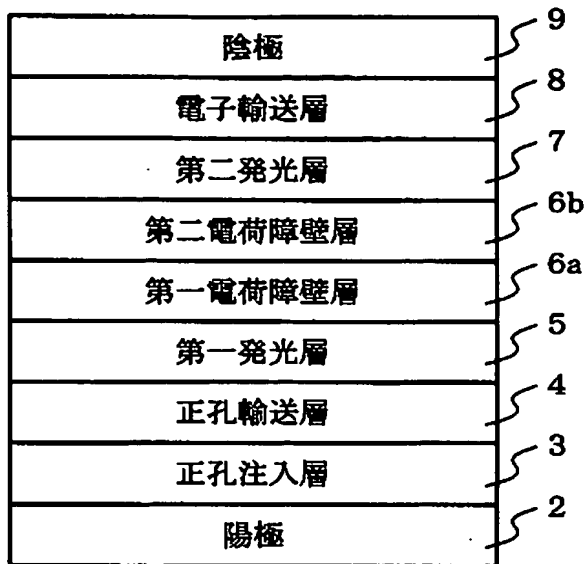 陰極 9
電子輸送層 8
第二発光層 7
第二電荷障壁層 6b
第一電荷障壁層 6a
第一発光層 5
正孔輸送層 4
正孔注入層 3
陽極 2